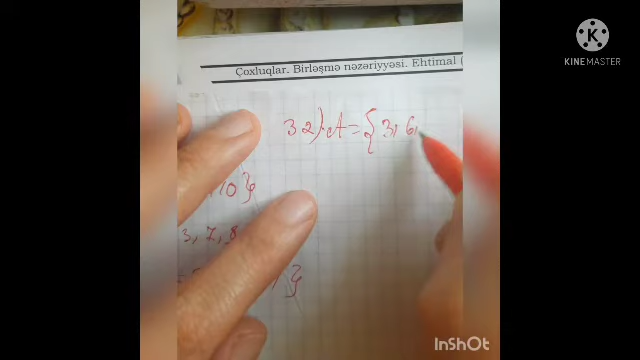 KINEMASTER
Çoxluqlar. Birləşmə nəzəriyyəsi. Ehtimal (
32) A = {3, 6,
10}
3, 7, 8
}
InShOt